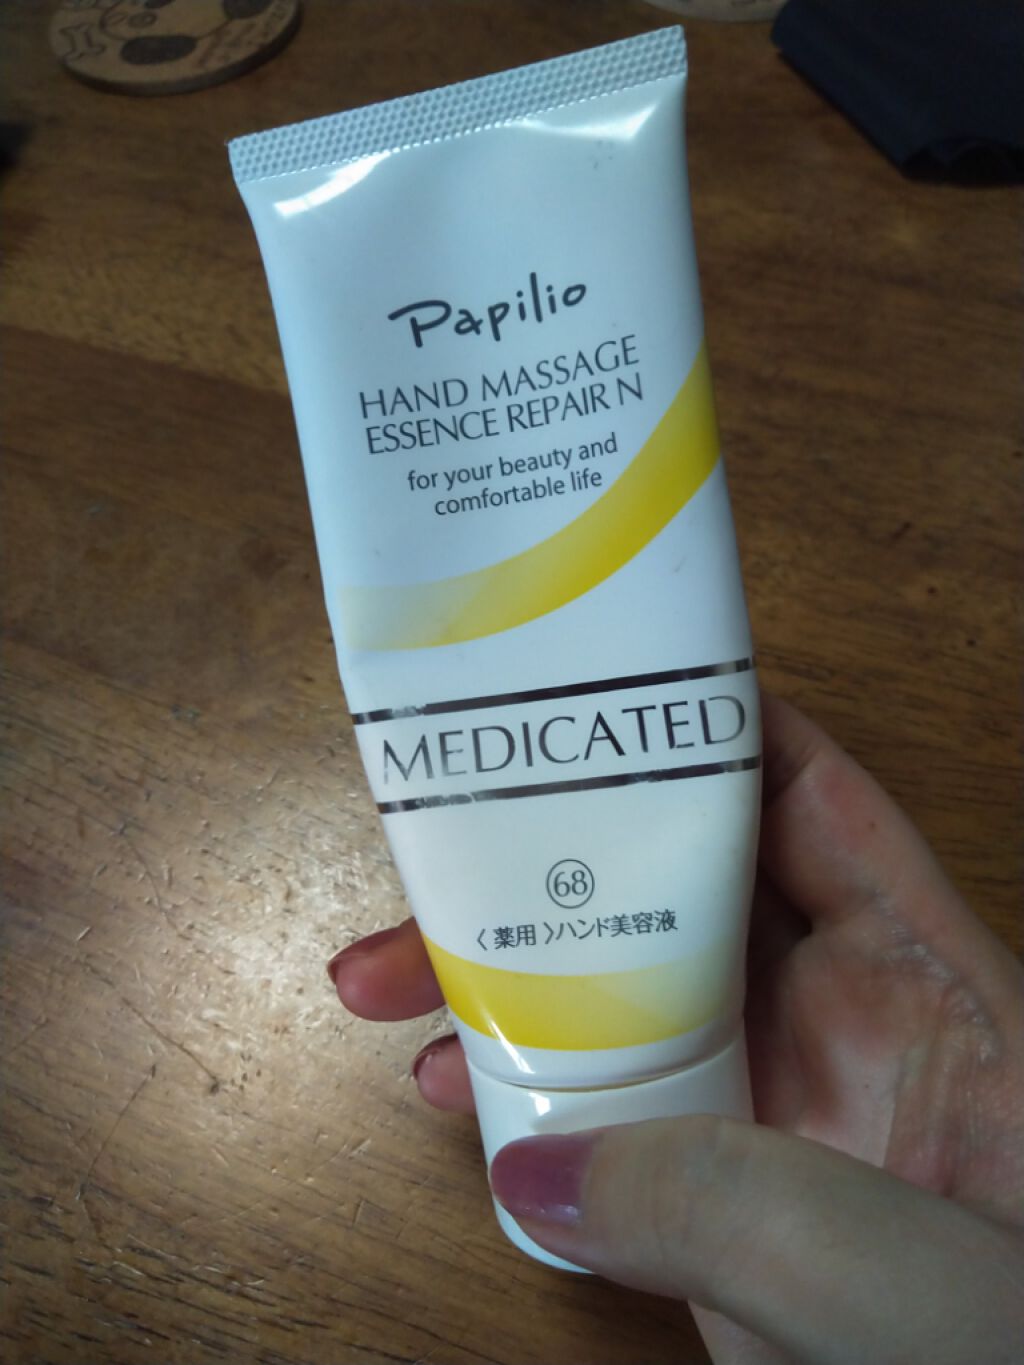 Papilio
HAND MASSAGE
ESSENCE REPAIR N
for your beauty and
comfortable life
MEDICATED
68
〈薬用〉ハンド美容液